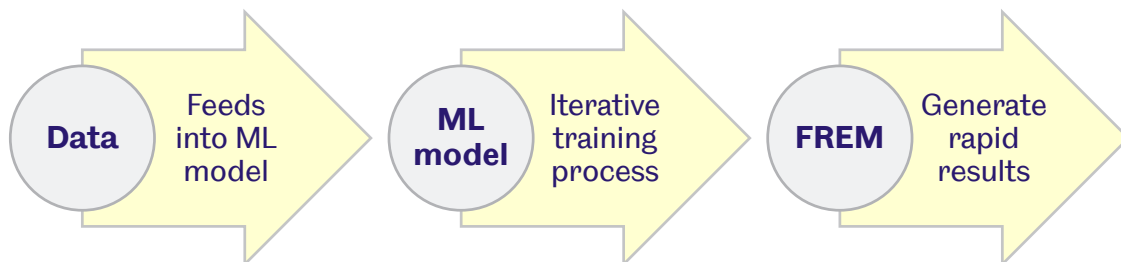 Data
Feeds
into ML
model
ML
model
Iterative
training
process
FREM
Generate
rapid
results